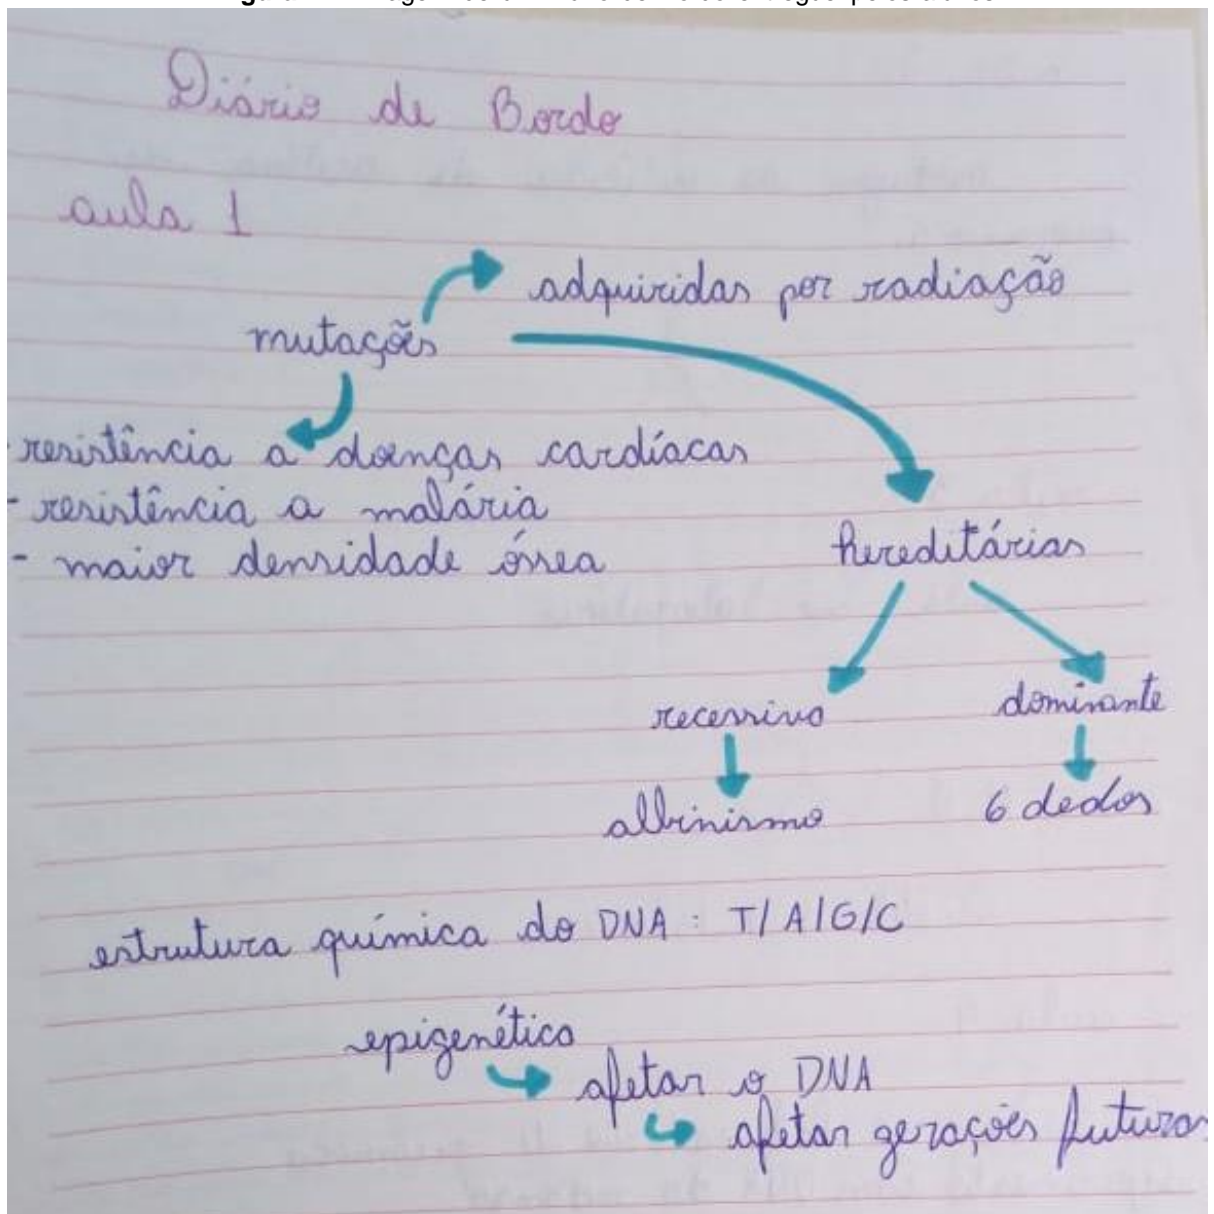 Diário de Bordo
aula 1
adquiridas por radiação
mutações
- resistência a doenças cardíacas
- resistência a malária
- maior densidade óssea
hereditárias
recessivo
dominante
albinismo
6 dedos
estrutura química do DNA : T/A/G/C
epigenético
afetar o DNA
afetar gerações futuras